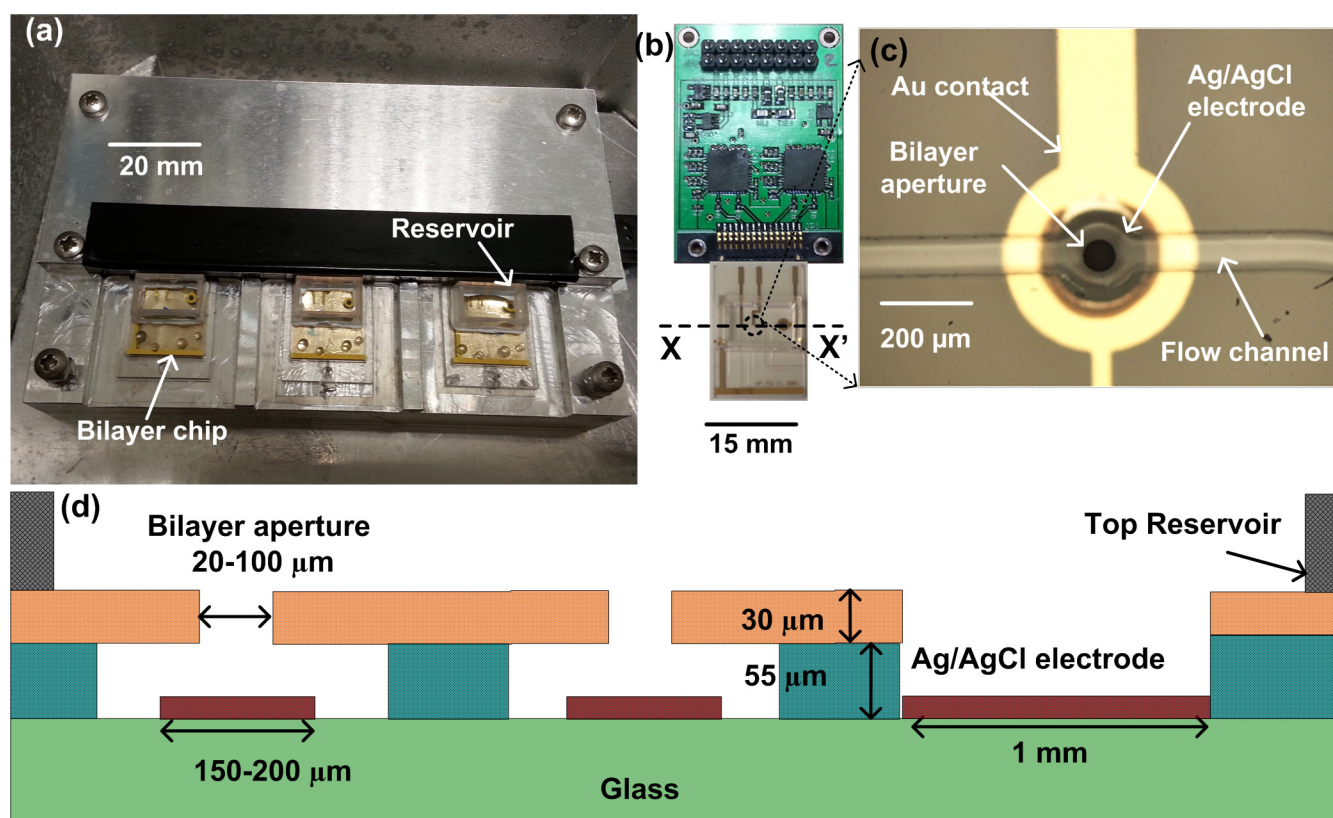 (a)
20 mm
Reservoir
Bilayer chip
(b)
X
X'
15 mm
(c)
Au contact
Ag/AgCl
electrode
Bilayer
aperture
200 µm
Flow channel
(d)
Bilayer aperture
20-100 µm
Top Reservoir
30 µm
Ag/AgCl electrode
55 µm
150-200 µm
1 mm
Glass